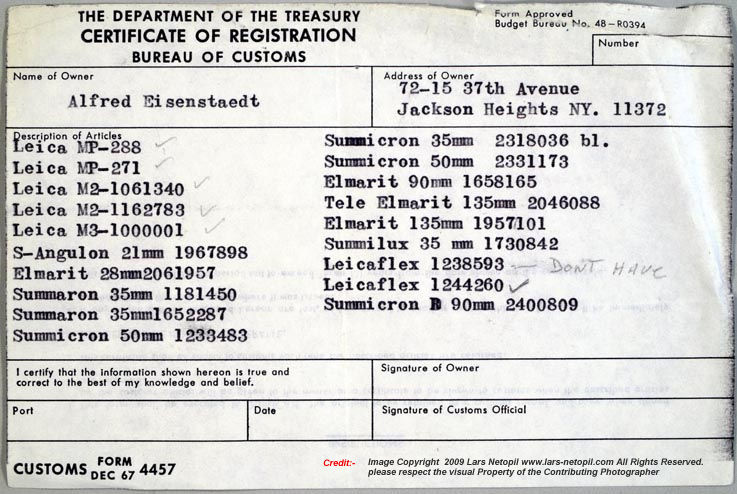 THE DEPARTMENT OF THE TREASURY
CERTIFICATE OF REGISTRATION
BUREAU OF CUSTOMS
Form Approved
Budget Bureau No. 48-R0394
Number
Name of Owner
Alfred Eisenstaedt
Address of Owner
72-15 37th Avenue
Jackson Heights NY. 11372
Description of Articles
Leica MP-288
Leica MP-271
Leica M2-1061340
Leica M2-1162783
Leica M3-1000001
S-Angulon 21mm 1967898
Elmarit 28mm2061957
Summaron 35mm 1181450
Summaron 35mm1652287
Summicron 50mm 1233483
Summicron 35mm 2318036 bl.
Summicron 50mm 2331173
Elmarit 90mm 1658165
Tele Elmarit 135mm 2046088
Elmarit 135mm 1957101
Summilux 35 mm 1730842
Leicaflex 1238593 — DONT HAVE
Leicaflex 1244260
Summicron R 90mm 2400809
I certify that the information shown hereon is true and
correct to the best of my knowledge and belief.
Signature of Owner
Port
Date
Signature of Customs Official
CUSTOMS FORM DEC 67 4457
Credit:- Image Copyright 2009 Lars Netopil www.lars-netopil.com All Rights Reserved.
please respect the visual Property of the Contributing Photographer